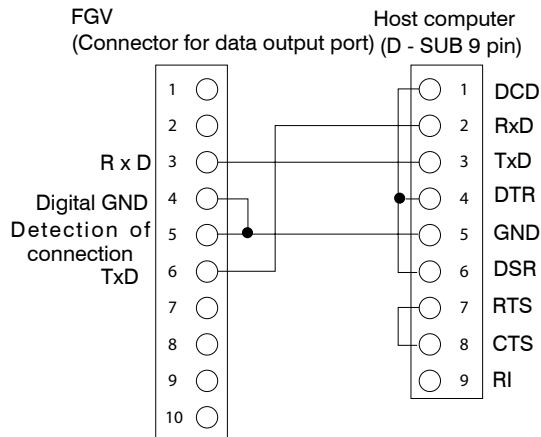 FGV
(Connector for data output port)
Host computer
(D - SUB 9 pin)
1
2
R x D 3
Digital GND 4
Detection of
connection 5
TxD 6
7
8
9
10
1 DCD
2 RxD
3 TxD
4 DTR
5 GND
6 DSR
7 RTS
8 CTS
9 RI